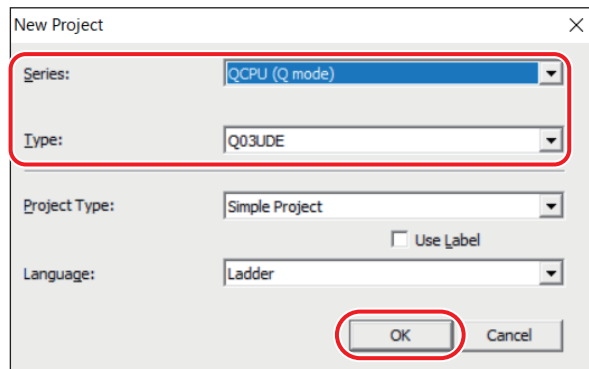 New Project
Series: QCPU (Q mode)
Type: Q03UDE
Project Type: Simple Project
Use Label
Language: Ladder
OK Cancel